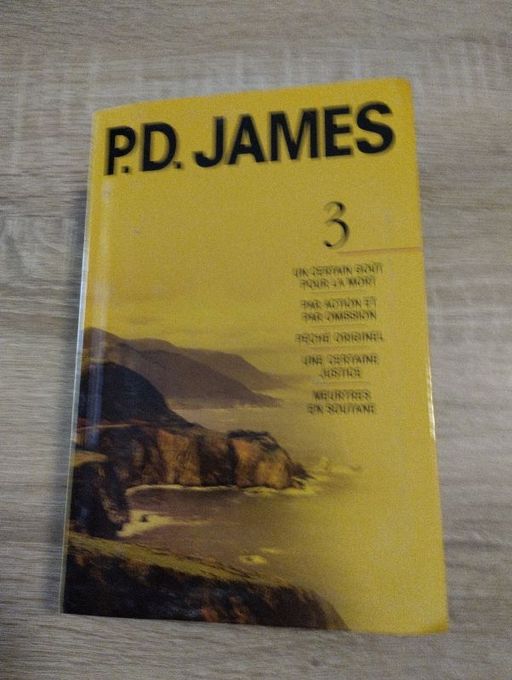 P.D. JAMES
3
UN CERTAIN GOÛT
POUR LA MORT
PAR ACTION ET
PAR OMISSION
PÉCHÉ ORIGINEL
UNE CERTAINE
JUSTICE
MEURTRES
EN SOUTANE